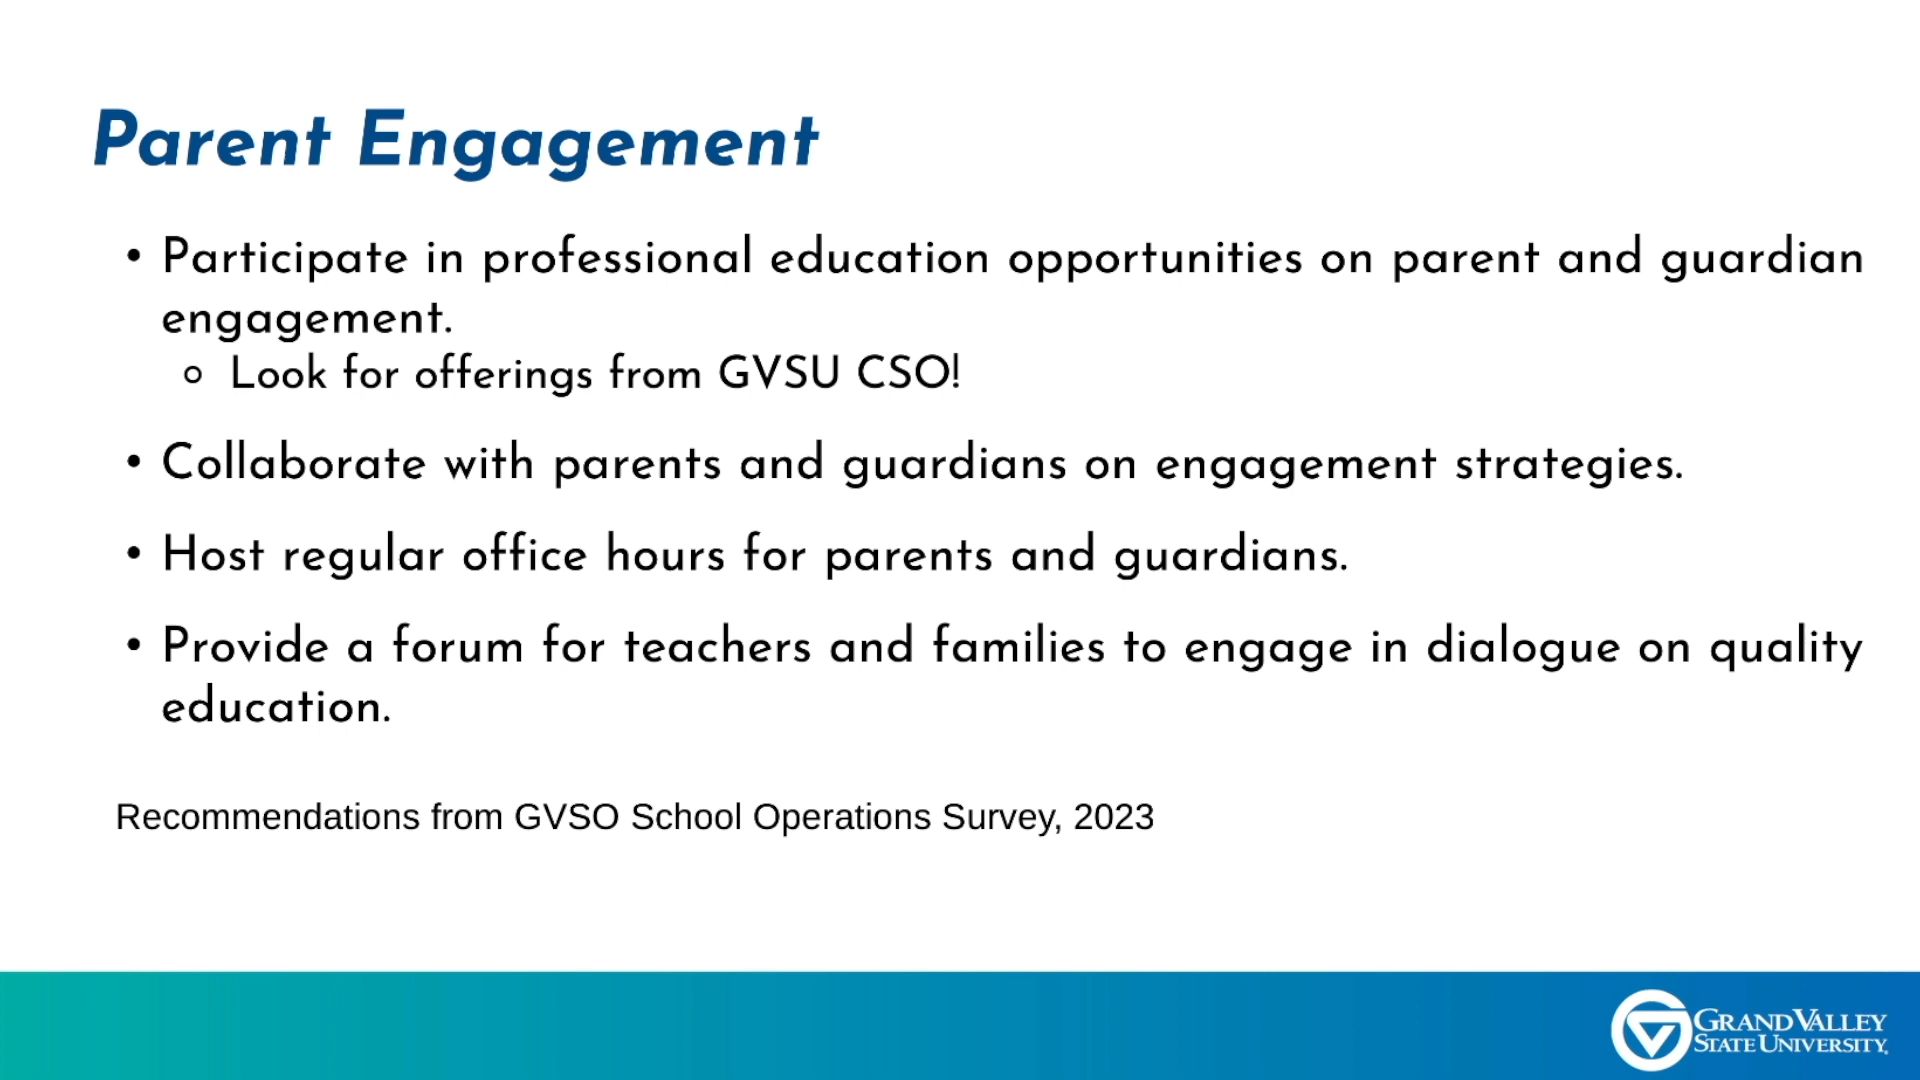 Parent Engagement
• Participate in professional education opportunities on parent and guardian
engagement.
o Look for offerings from GVSU CSO!
• Collaborate with parents and guardians on engagement strategies.
• Host regular office hours for parents and guardians.
• Provide a forum for teachers and families to engage in dialogue on quality
education.
Recommendations from GVSO School Operations Survey, 2023
GRAND VALLEY
STATE UNIVERSITY